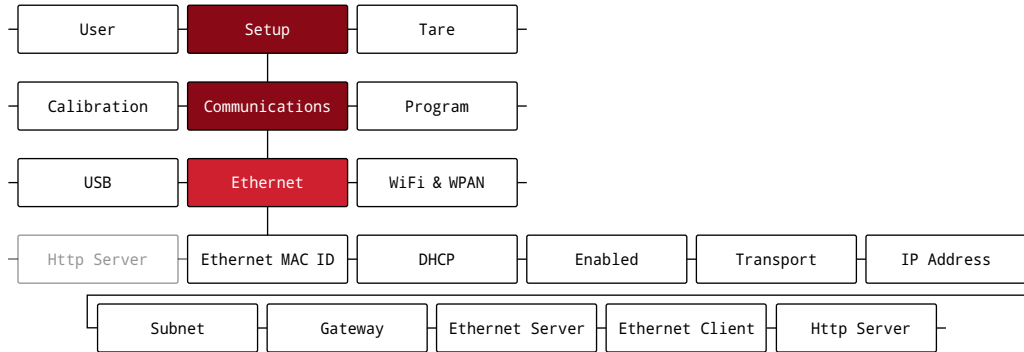 User Setup Tare
Calibration Communications Program
USB Ethernet WiFi & WPAN
Http Server Ethernet MAC ID DHCP Enabled Transport IP Address
Subnet Gateway Ethernet Server Ethernet Client Http Server